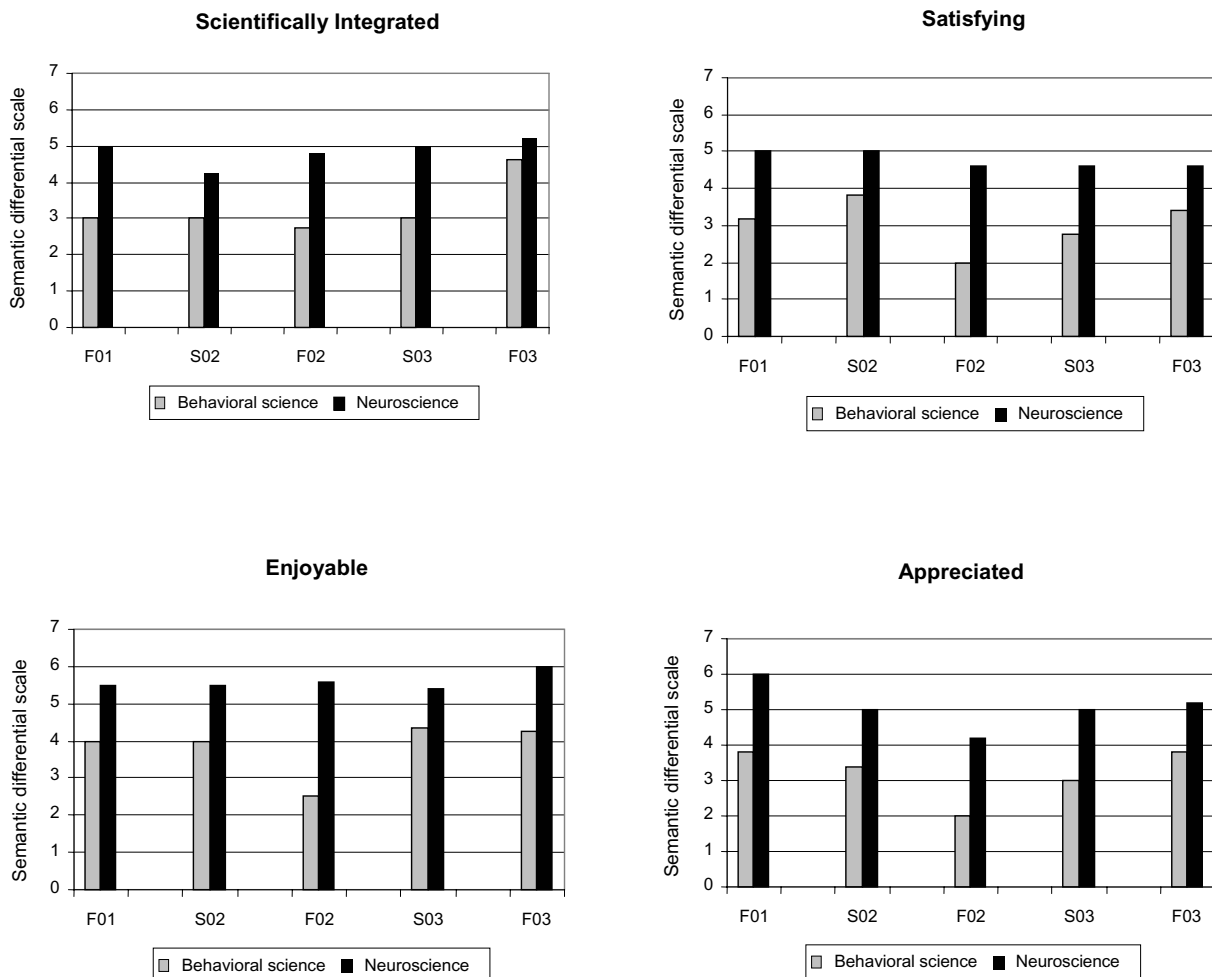 Scientifically Integrated
Semantic differential scale
7
6
5
4
3
2
1
0
F01 S02 F02 S03 F03
Behavioral science Neuroscience
Satisfying
Semantic differential scale
7
6
5
4
3
2
1
0
F01 S02 F02 S03 F03
Behavioral science Neuroscience
Enjoyable
Semantic differential scale
7
6
5
4
3
2
1
0
F01 S02 F02 S03 F03
Behavioral science Neuroscience
Appreciated
Semantic differential scale
7
6
5
4
3
2
1
0
F01 S02 F02 S03 F03
Behavioral science Neuroscience